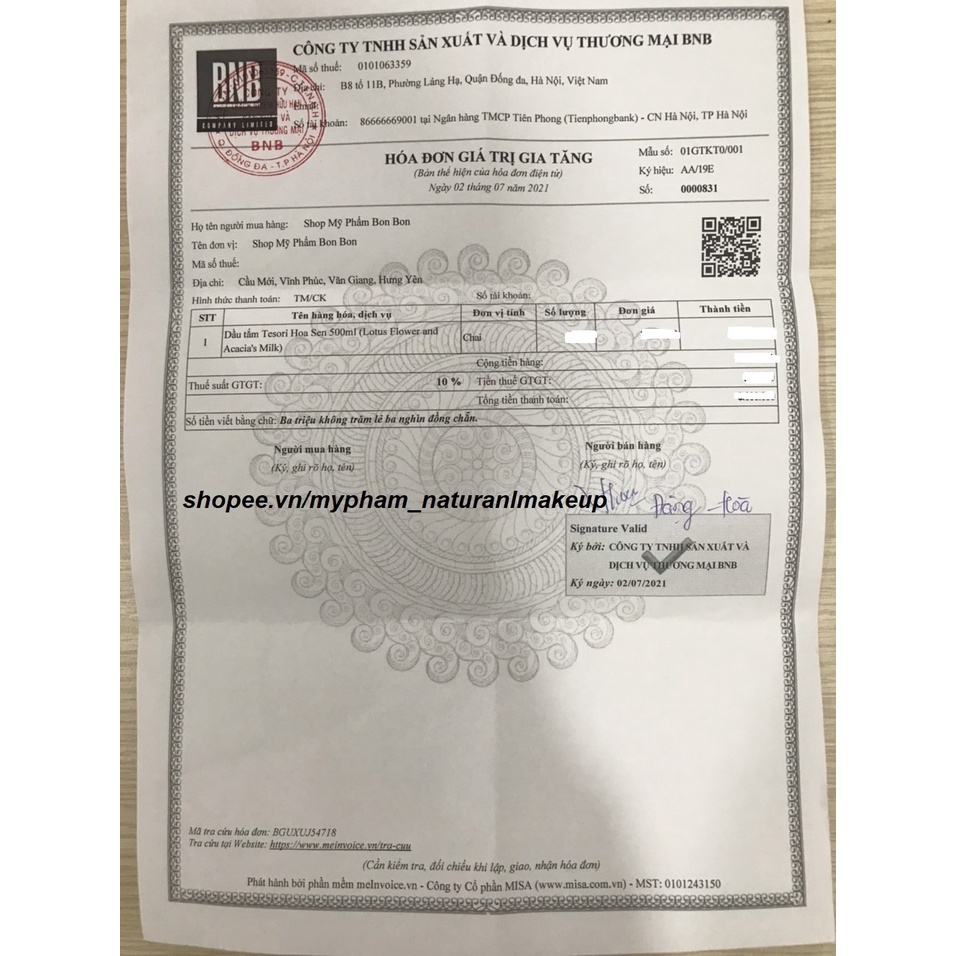 CÔNG TY TNHH SẢN XUẤT VÀ DỊCH VỤ THƯƠNG MẠI BNB
BNB
COMPANY LIMITED
BNB
Q ĐỐNG ĐA - T.P HÀ NỘI
Mã số thuế: 0101063359
Địa chỉ: B8 tổ 11B, Phường Láng Hạ, Quận Đống đa, Hà Nội, Việt Nam
Email:
Số tài khoản: 86666669001 tại Ngân hàng TMCP Tiên Phong (Tienphongbank) - CN Hà Nội, TP Hà Nội
HÓA ĐƠN GIÁ TRỊ GIA TĂNG
(Bản thể hiện của hóa đơn điện tử)
Ngày 02 tháng 07 năm 2021
Mẫu số: 01GTKT0/001
Ký hiệu: AA/19E
Số: 0000831
Họ tên người mua hàng: Shop Mỹ Phẩm Bon Bon
Tên đơn vị: Shop Mỹ Phẩm Bon Bon
Mã số thuế:
Địa chỉ: Cầu Mới, Vĩnh Phúc, Văn Giang, Hưng Yên
Hình thức thanh toán: TM/CK Số tài khoản:
STT Tên hàng hóa, dịch vụ Đơn vị tính Số lượng Đơn giá Thành tiền
1 Dầu tắm Tesori Hoa Sen 500ml (Lotus Flower and Acacia's Milk) Chai
Cộng tiền hàng:
Thuế suất GTGT: 10 % Tiền thuế GTGT:
Tổng tiền thanh toán:
Số tiền viết bằng chữ: Ba triệu không trăm lẻ ba nghìn đồng chẵn.
Người mua hàng
(Ký, ghi rõ họ, tên)
Người bán hàng
(Ký, ghi rõ họ, tên)
shopee.vn/mypham_naturanlmakeup
Đặng Hoà
Signature Valid
Ký bởi: CÔNG TY TNHH SẢN XUẤT VÀ
DỊCH VỤ THƯƠNG MẠI BNB
Ký ngày: 02/07/2021
Mã tra cứu hóa đơn: BGUXUJ54718
Tra cứu tại Website: https://www.meinvoice.vn/tra-cuu
(Cần kiểm tra, đối chiếu khi lập, giao, nhận hóa đơn)
Phát hành bởi phần mềm meInvoice.vn - Công ty Cổ phần MISA (www.misa.com.vn) - MST: 0101243150